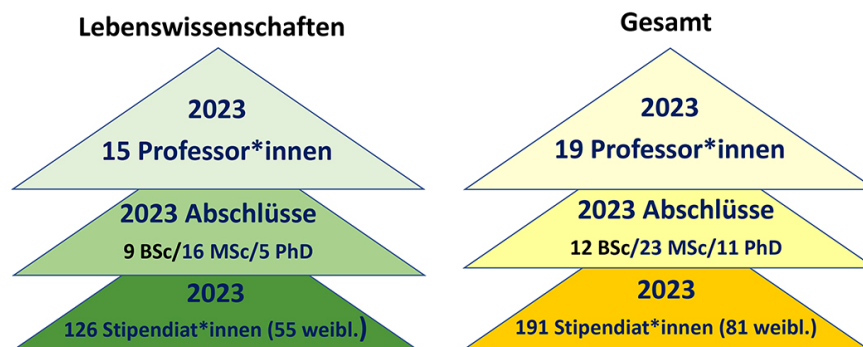 Lebenswissenschaften
2023
15 Professor*innen
2023 Abschlüsse
9 BSc/16 MSc/5 PhD
2023
126 Stipendiat*innen (55 weibl.)
Gesamt
2023
19 Professor*innen
2023 Abschlüsse
12 BSc/23 MSc/11 PhD
2023
191 Stipendiat*innen (81 weibl.)